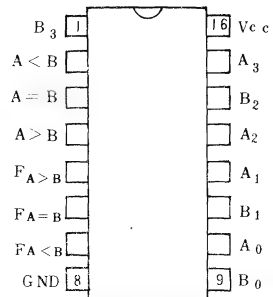 B3 1 16 Vcc
A < B A3
A = B B2
A > B A2
FA>B A1
FA=B B1
FA<B A0
GND 8 9 B0